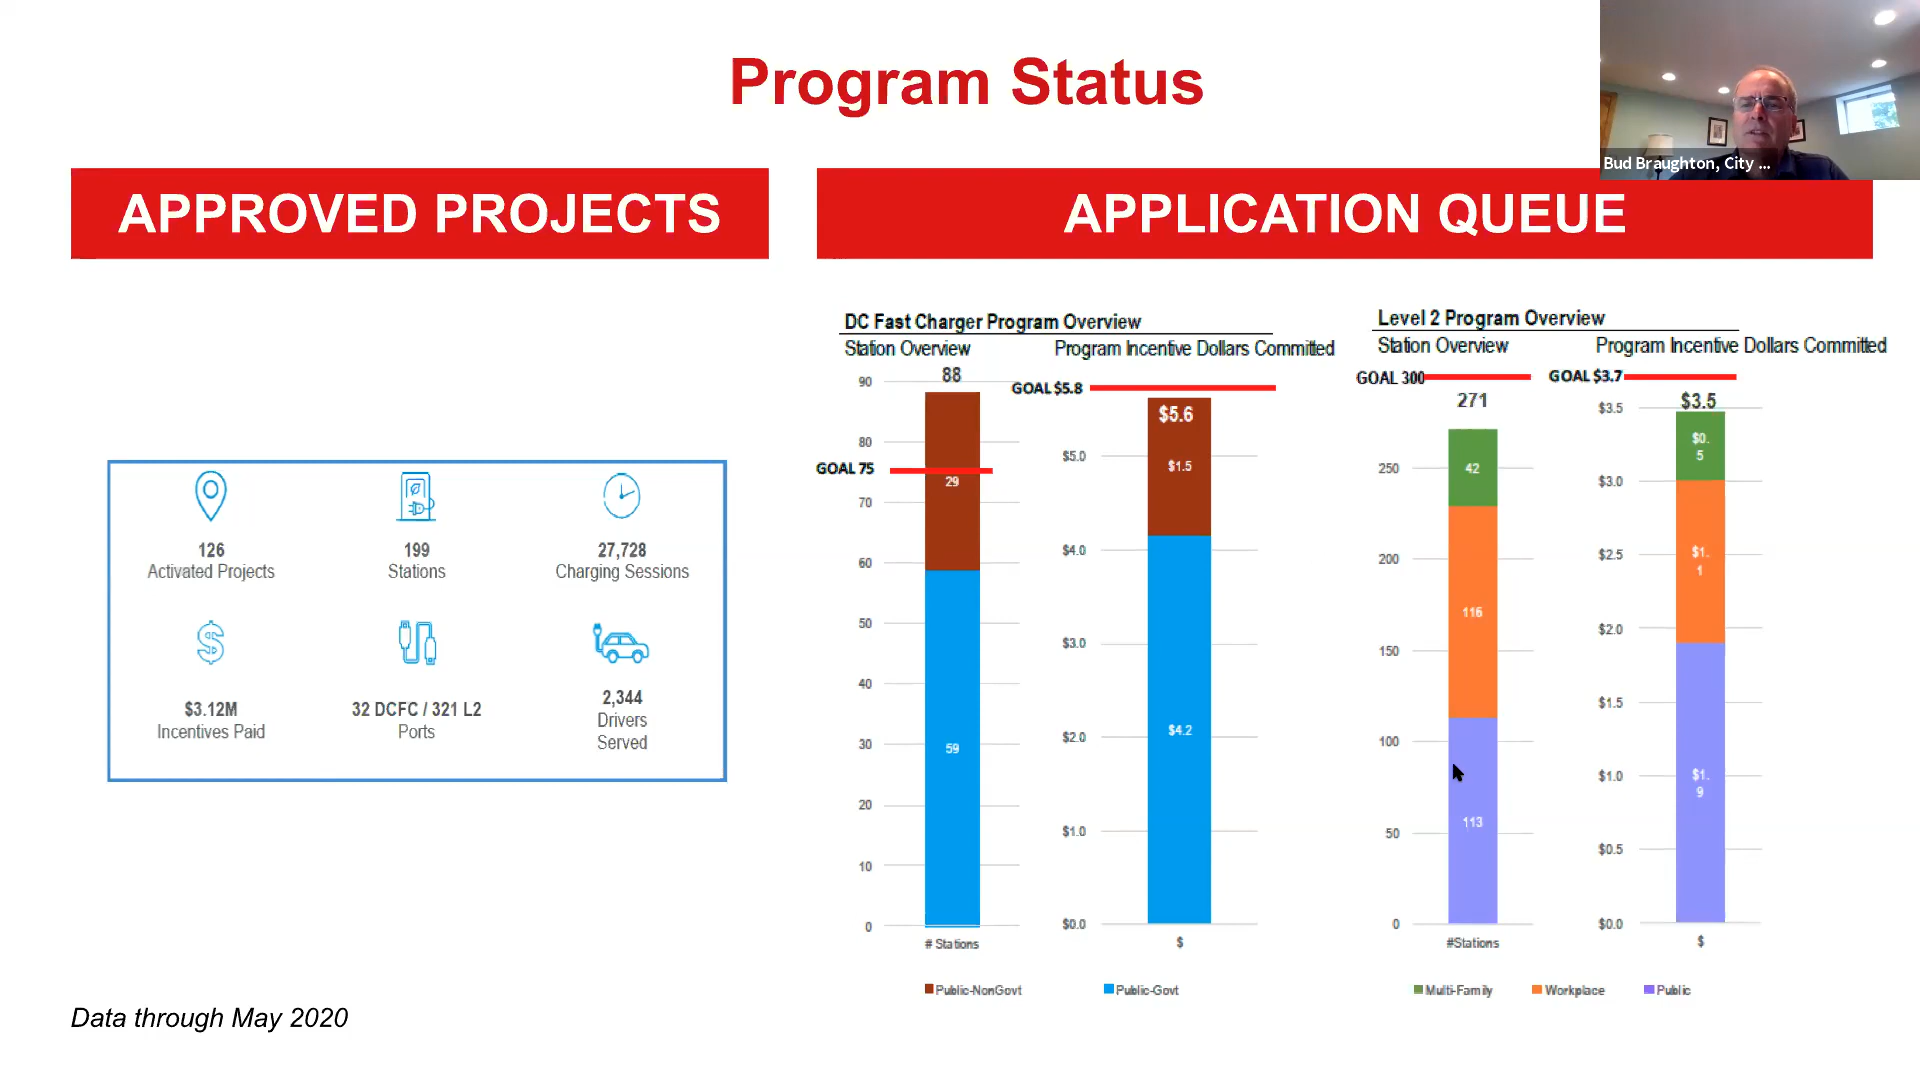 Program Status
Bud Braughton, City ...
APPROVED PROJECTS
126
Activated Projects
199
Stations
27,728
Charging Sessions
$3.12M
Incentives Paid
32 DCFC / 321 L2
Ports
2,344
Drivers
Served
Data through May 2020
APPLICATION QUEUE
DC Fast Charger Program Overview
Station Overview
88
GOAL 75
90
80
70
60
50
40
30
20
10
0
29
59
# Stations
Program Incentive Dollars Committed
GOAL $5.8
$5.6
$5.0
$4.0
$3.0
$2.0
$1.0
$0.0
$1.5
$4.2
$
Public-NonGovt
Public-Govt
Level 2 Program Overview
Station Overview
GOAL 300
271
250
200
150
100
50
0
42
116
113
#Stations
Program Incentive Dollars Committed
GOAL $3.7
$3.5
$3.5
$3.0
$2.5
$2.0
$1.5
$1.0
$0.5
$0.0
$0.
5
$1.
1
$1.
9
$
Multi-Family
Workplace
Public